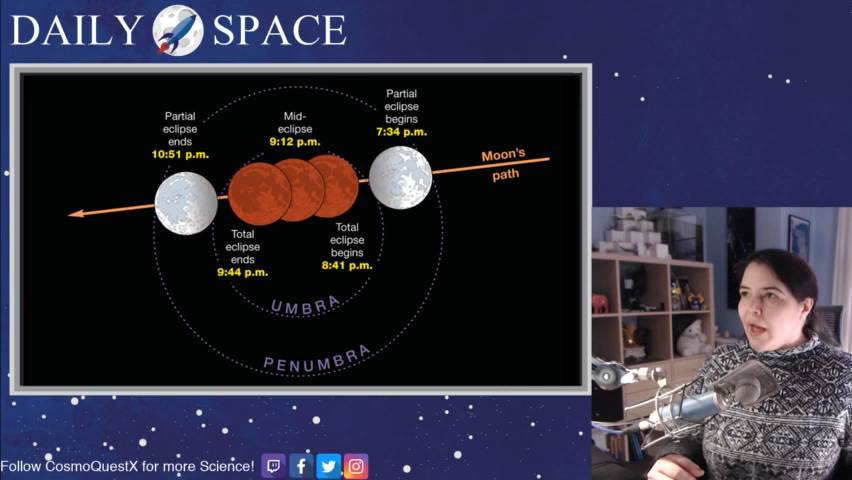 DAILY SPACE
Partial
eclipse
ends
10:51 p.m.
Mid-
eclipse
9:12 p.m.
Partial
eclipse
begins
7:34 p.m.
Moon's
path
Total
eclipse
ends
9:44 p.m.
Total
eclipse
begins
8:41 p.m.
UMBRA
PENUMBRA
Follow CosmoQuestX for more Science!